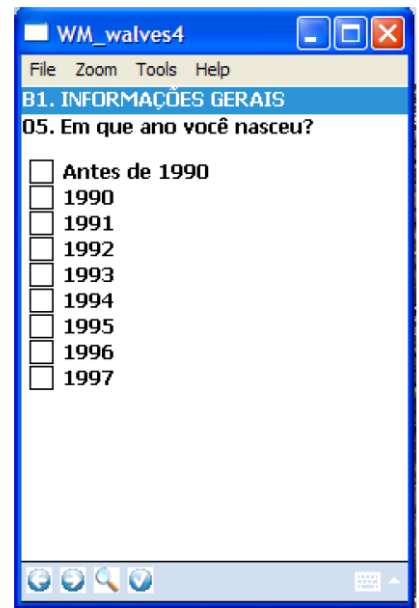 WM_walves4
File Zoom Tools Help
B1. INFORMAÇÕES GERAIS
05. Em que ano você nasceu?
Antes de 1990
1990
1991
1992
1993
1994
1995
1996
1997